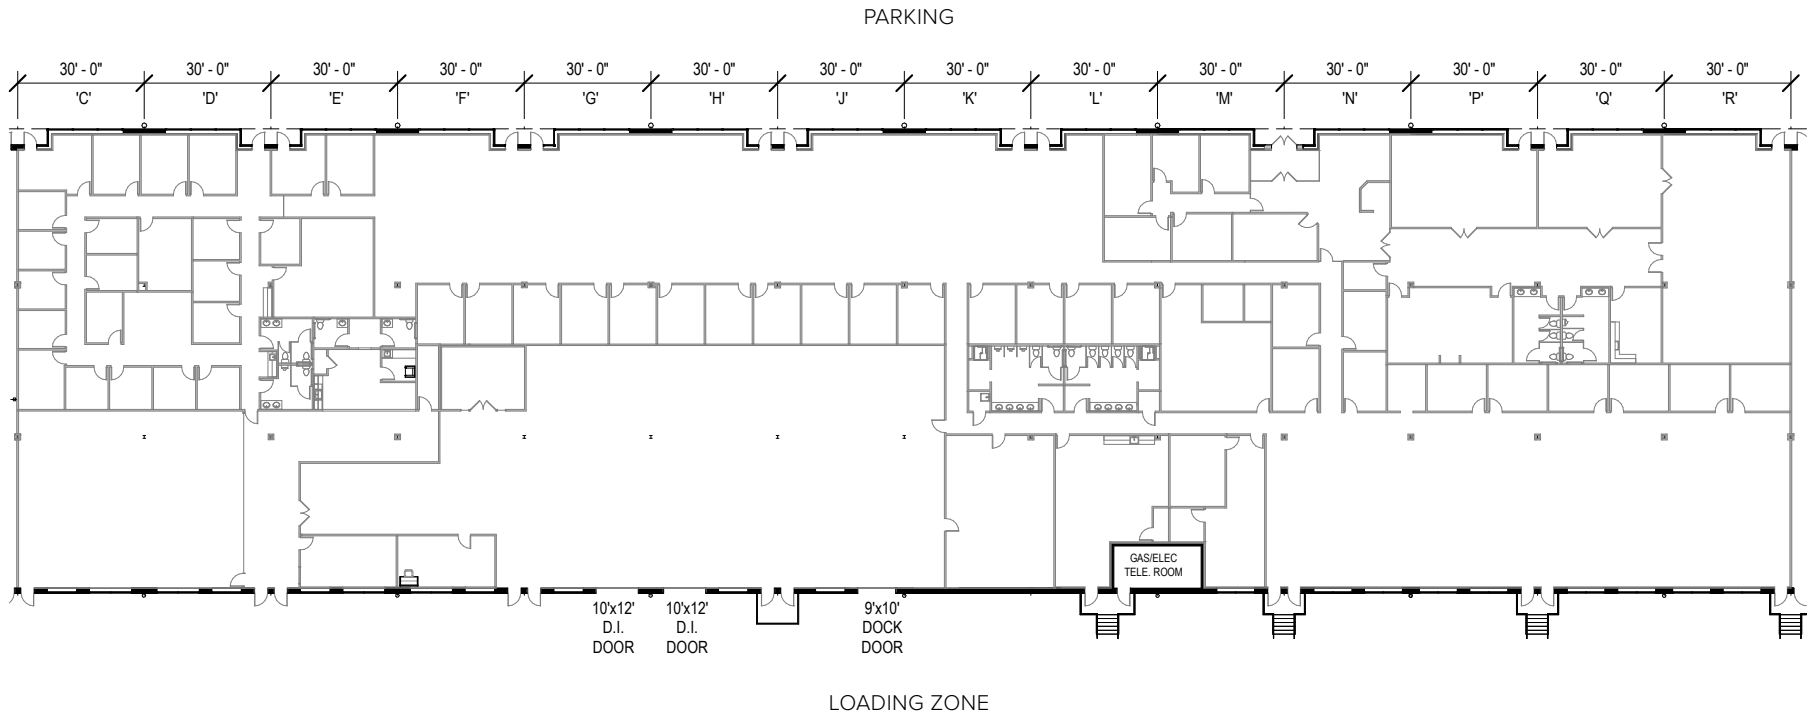 PARKING
30' - 0" 30' - 0" 30' - 0" 30' - 0" 30' - 0" 30' - 0" 30' - 0" 30' - 0" 30' - 0" 30' - 0" 30' - 0" 30' - 0" 30' - 0" 30' - 0"
'C' 'D' 'E' 'F' 'G' 'H' 'J' 'K' 'L' 'M' 'N' 'P' 'Q' 'R'
GAS/ELEC
TELE. ROOM
10'x12' 10'x12' 9'x10'
D.I. D.I. DOCK
DOOR DOOR DOOR
LOADING ZONE